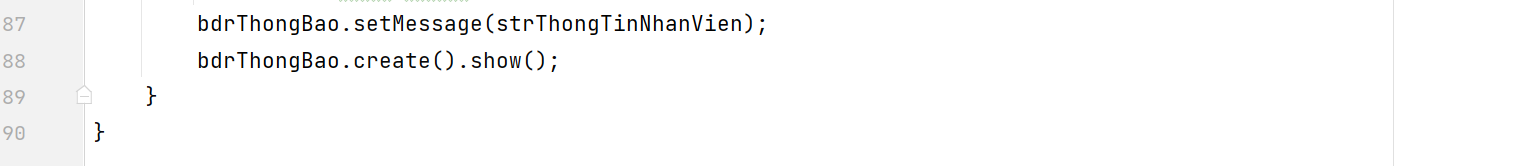 87 bdrThongBao.setMessage(strThongTinNhanVien);
88 bdrThongBao.create().show();
89 }
90 }